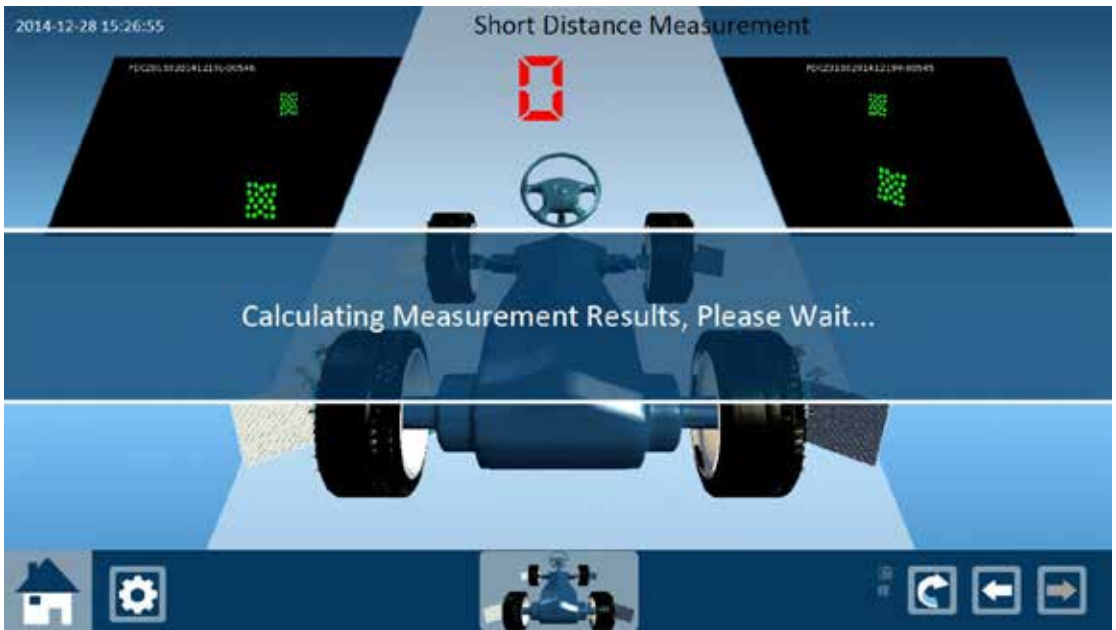 2014-12-28 15:26:55
Short Distance Measurement
0
Calculating Measurement Results, Please Wait...